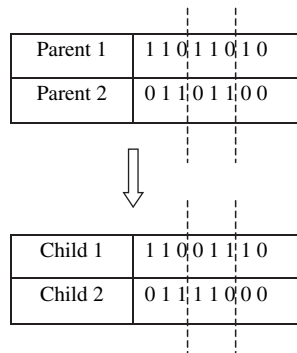 Parent 1 1 1 0 1 1 0 1 0
Parent 2 0 1 1 0 1 1 0 0
Child 1 1 1 0 0 1 1 1 0
Child 2 0 1 1 1 1 0 0 0